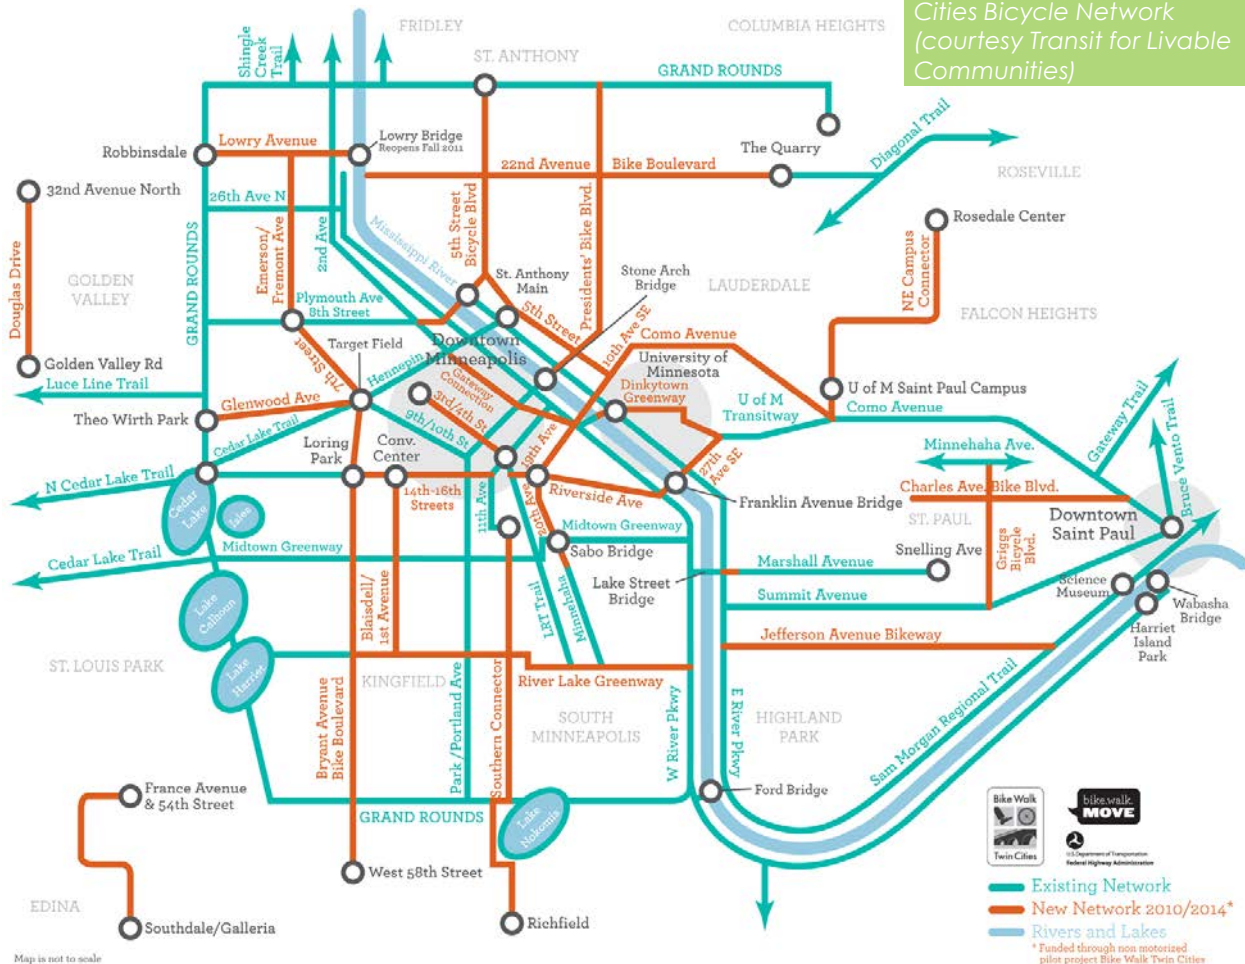 Cities Bicycle Network
(courtesy Transit for Livable
Communities)
FRIDLEY
COLUMBIA HEIGHTS
Shingle
Creek
Trail
ST. ANTHONY
GRAND ROUNDS
Lowry Avenue
Robbinsdale
Lowry Bridge
Reopens Fall 2011
22nd Avenue
Bike Boulevard
The Quarry
Diagonal Trail
ROSEVILLE
32nd Avenue North
26th Ave N
Rosedale Center
Douglas Drive
GOLDEN
VALLEY
GRAND ROUNDS
Emerson/
Fremont Ave
2nd Ave
Mississippi River
5th Street
Bicycle Blvd
Presidents' Bike Blvd.
St. Anthony
Main
Stone Arch
Bridge
LAUDERDALE
NE Campus
Connector
FALCON HEIGHTS
Plymouth Ave
8th Street
5th Street
10th Ave SE
Como Avenue
Golden Valley Rd
7th Street
Target Field
Hennepin
Downtown
Minneapolis
University of
Minnesota
Luce Line Trail
Gateway
Connection
Dinkytown
Greenway
U of M Saint Paul Campus
Glenwood Ave
3rd/4th St
U of M
Transitway
Como Avenue
Theo Wirth Park
Cedar Lake Trail
9th/10th St
Gateway Trail
Loring
Park
Conv.
Center
19th Ave
27th
Ave SE
Minnehaha Ave.
Bruce Vento Trail
N Cedar Lake Trail
14th-16th
Streets
Riverside Ave
Franklin Avenue Bridge
Charles Ave. Bike Blvd.
Cedar
Lake
Isles
11th Ave
20th Ave
ST. PAUL
Downtown
Saint Paul
Midtown Greenway
Griggs
Bicycle
Blvd.
Cedar Lake Trail
Midtown Greenway
Sabo Bridge
Snelling Ave
Marshall Avenue
Lake Street
Bridge
Summit Avenue
Science
Museum
Wabasha
Bridge
Harriet
Island
Park
Lake
Calhoun
Blaisdell/
1st Avenue
LRT Trail
Minnehaha
Jefferson Avenue Bikeway
ST. LOUIS PARK
Lake
Harriet
KINGFIELD
River Lake Greenway
Bryant Avenue
Bike Boulevard
Park/Portland Ave
Southern Connector
SOUTH
MINNEAPOLIS
W River Pkwy
E River Pkwy
HIGHLAND
PARK
Sam Morgan Regional Trail
France Avenue
& 54th Street
GRAND ROUNDS
Lake
Nokomis
Ford Bridge
West 58th Street
EDINA
Southdale/Galleria
Richfield
Bike Walk
Twin Cities
bike.walk.
MOVE
U.S. Department of Transportation
Federal Highway Administration
Existing Network
New Network 2010/2014*
Rivers and Lakes
* Funded through non motorized
pilot project Bike Walk Twin Cities
Map is not to scale